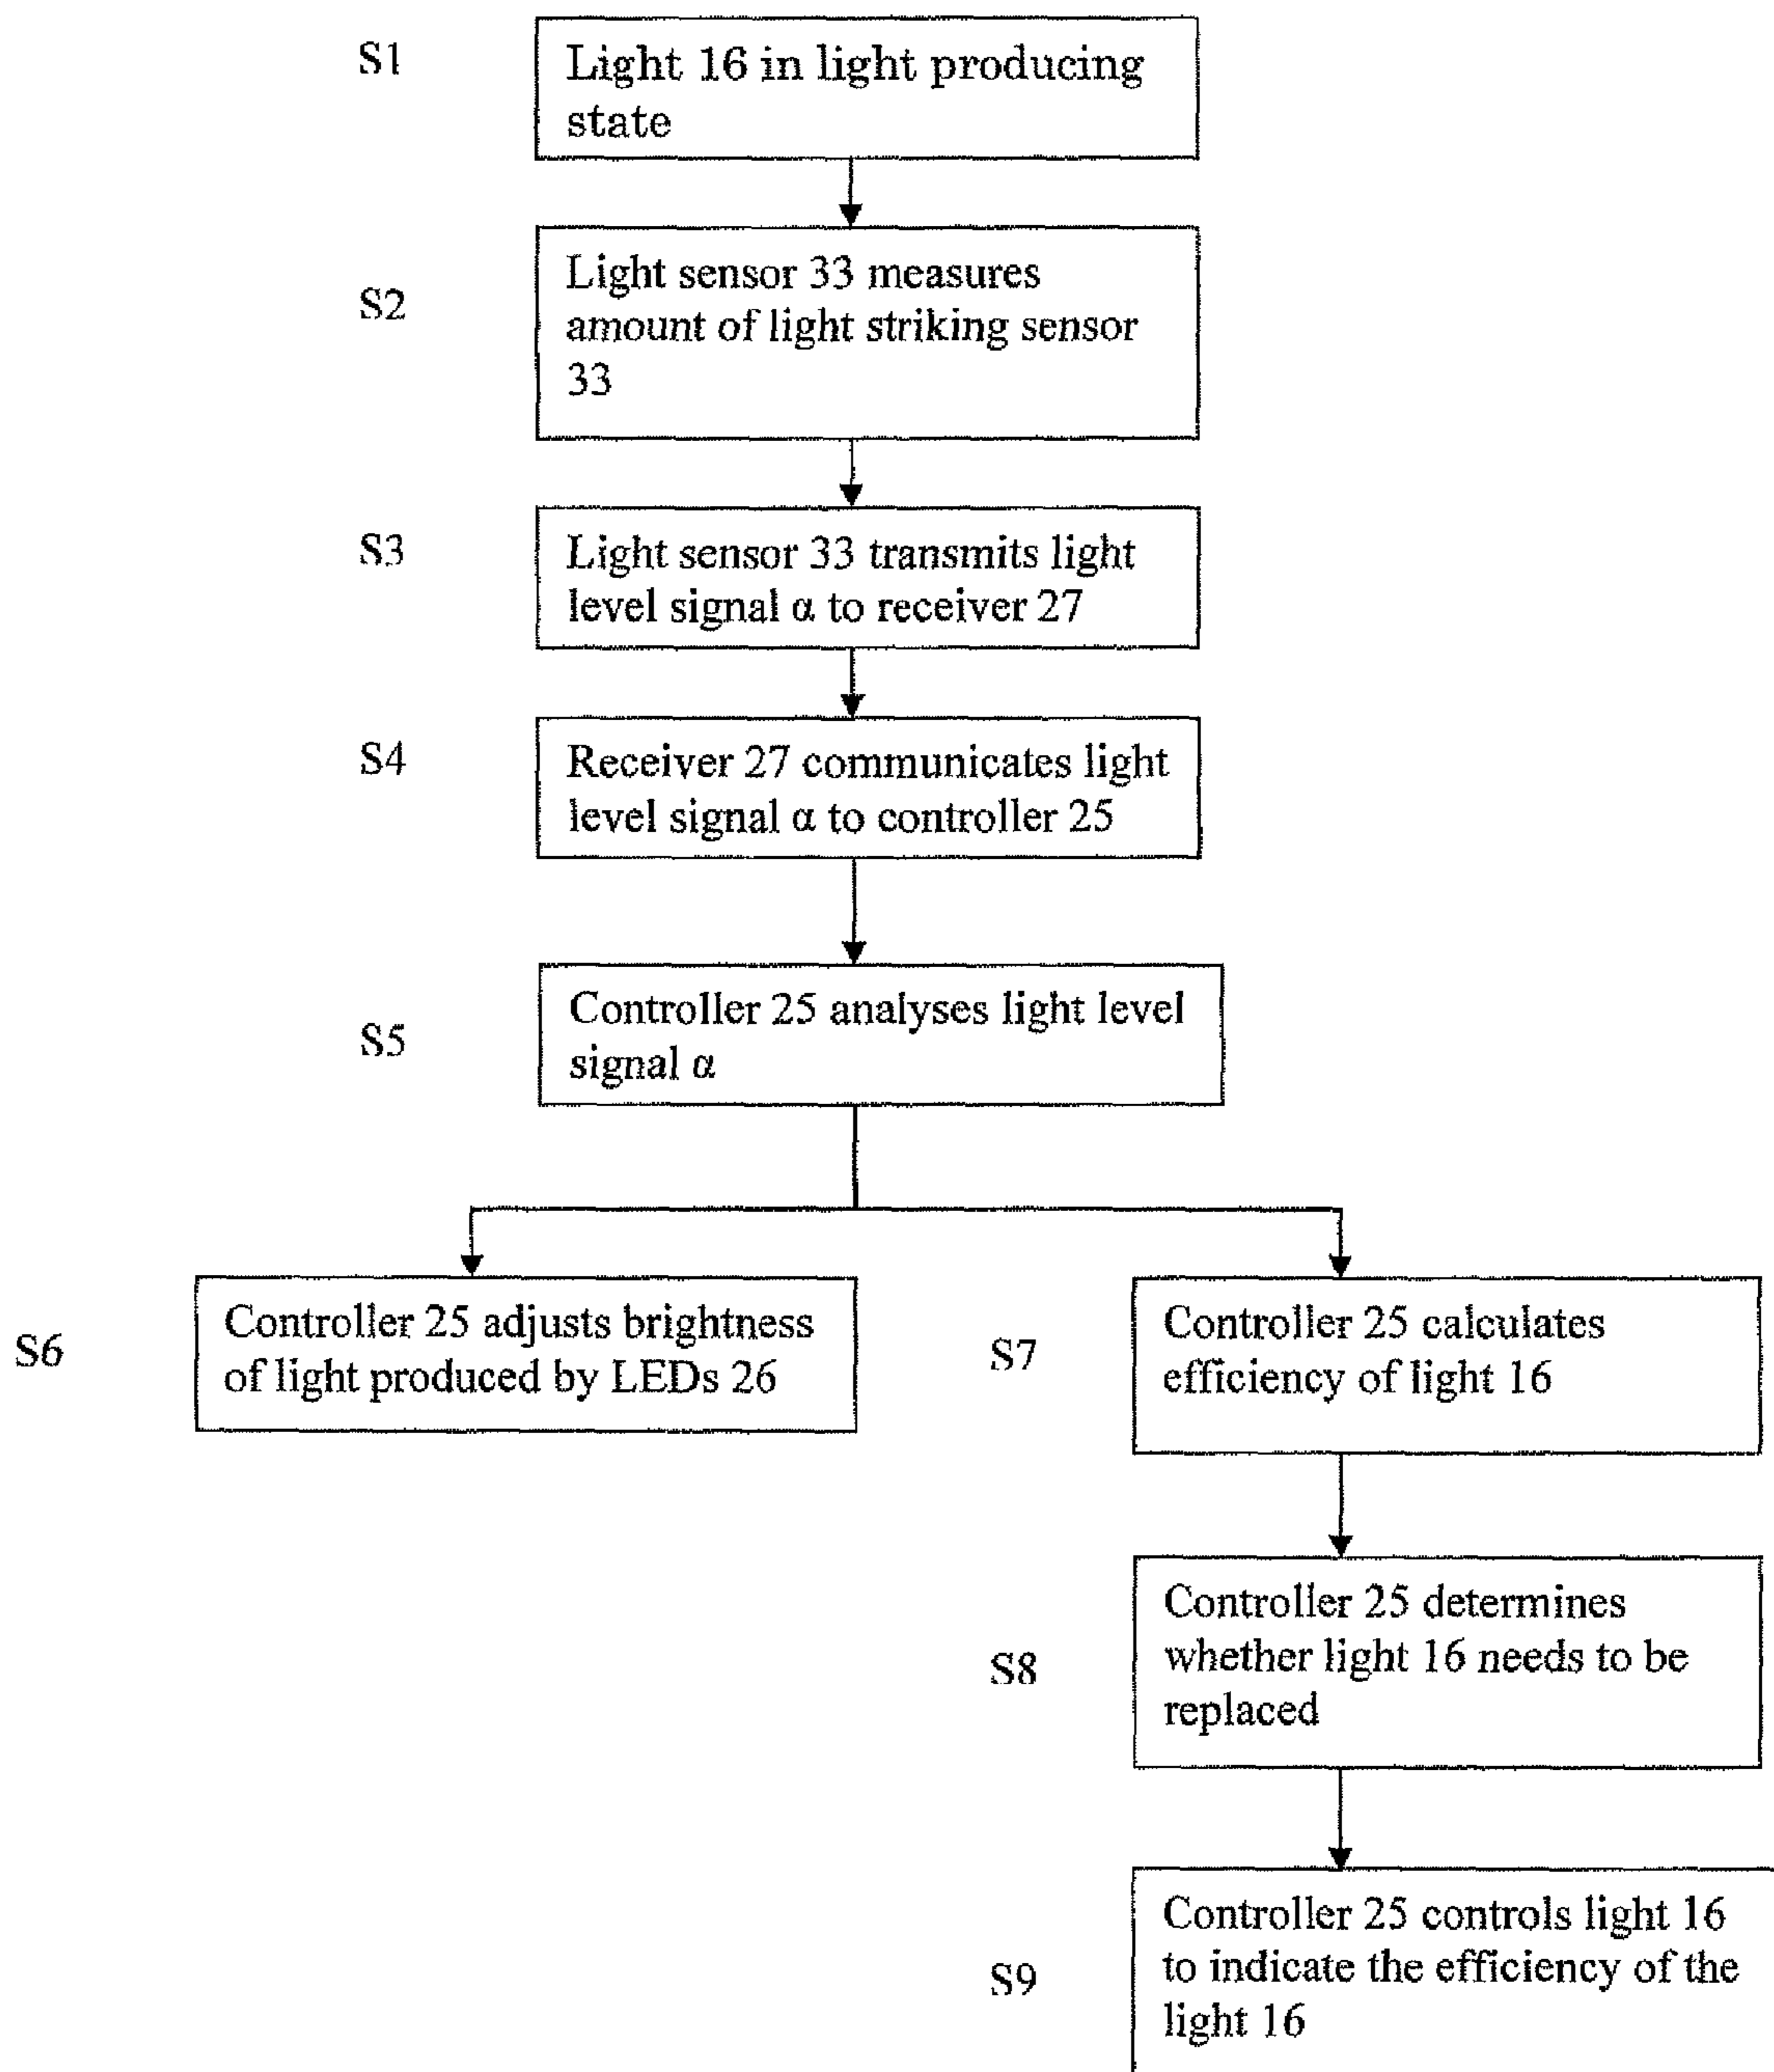 S1
Light 16 in light producing
state
S2
Light sensor 33 measures
amount of light striking sensor
33
S3
Light sensor 33 transmits light
level signal α to receiver 27
S4
Receiver 27 communicates light
level signal α to controller 25
S5
Controller 25 analyses light level
signal α
S6
Controller 25 adjusts brightness
of light produced by LEDs 26
S7
Controller 25 calculates
efficiency of light 16
S8
Controller 25 determines
whether light 16 needs to be
replaced
S9
Controller 25 controls light 16
to indicate the efficiency of the
light 16